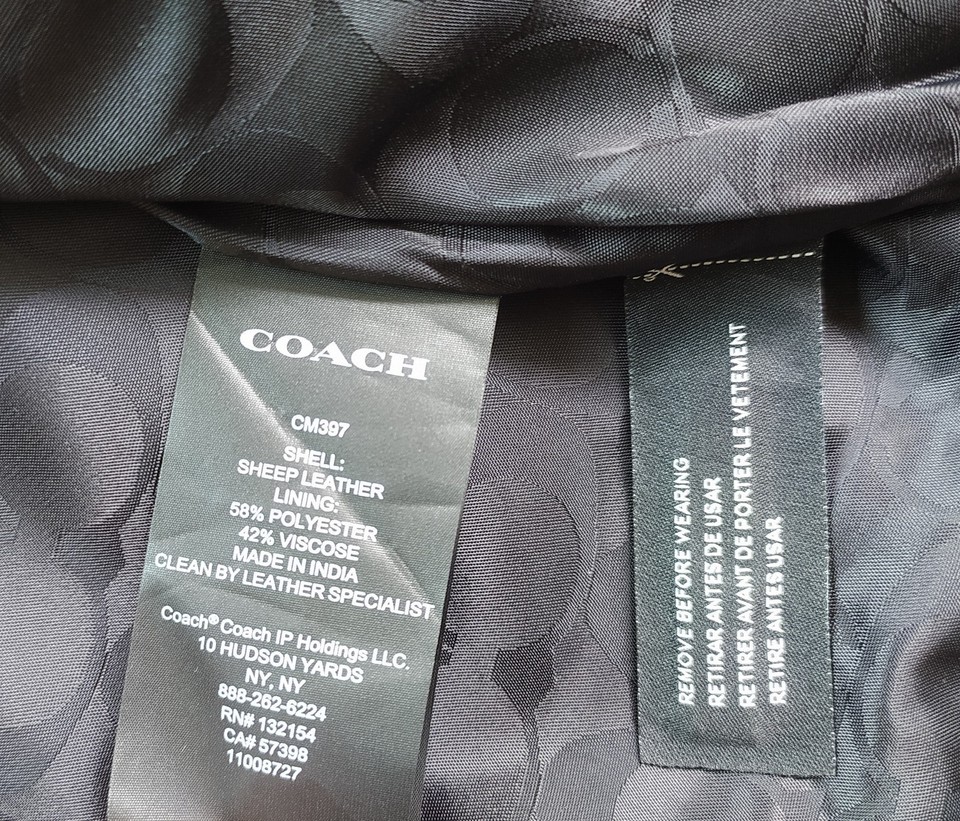 COACH
CM397
SHELL:
SHEEP LEATHER
LINING:
58% POLYESTER
42% VISCOSE
MADE IN INDIA
CLEAN BY LEATHER SPECIALIST
Coach® Coach IP Holdings LLC.
10 HUDSON YARDS
NY, NY
888-262-6224
RN# 132154
CA# 57398
11008727
REMOVE BEFORE WEARING
RETIRAR ANTES DE USAR
RETIRER AVANT DE PORTER LE VETEMENT
RETIRE ANTES USAR